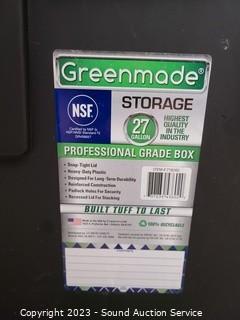 Greenmade®
NSF
STORAGE
27
GALLON
HIGHEST
QUALITY IN
THE INDUSTRY
PROFESSIONAL GRADE BOX
• Snap-Tight Lid
• Heavy-Duty Plastic
• Designed For Long-Term Durability
• Reinforced Construction
• Padlock Holes For Security
• Recessed Lid For Stacking
BUILT TUFF TO LAST
100% RECYCLABLE
Copyright 2023 - Sound Auction Service